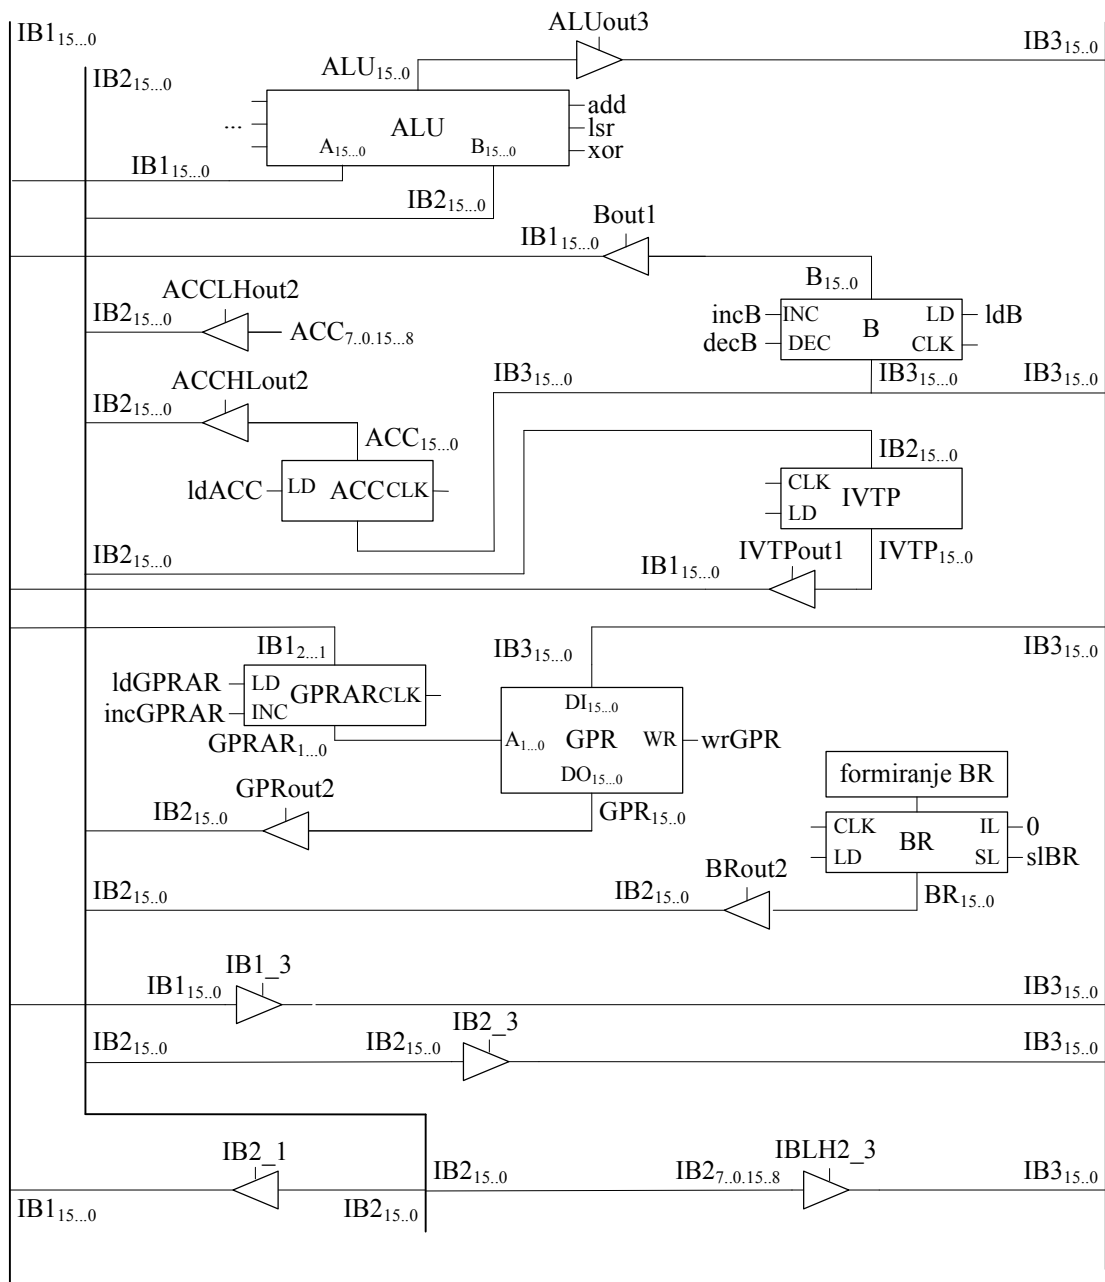 IB115...0
ALUout3
IB315...0
IB215...0
ALU15..0
...
ALU
add
lsr
xor
A15...0
B15...0
IB115...0
IB215...0
Bout1
IB115...0
B15..0
ACCLHout2
IB215...0
ACC7..0.15...8
incB
INC
B
LD
ldB
decB
DEC
CLK
ACCHLout2
IB315...0
IB315...0
IB315...0
IB215...0
ACC15...0
IB215...0
ldACC
LD
ACC
CLK
CLK
IVTP
LD
IB215...0
IVTPout1
IVTP15..0
IB115...0
IB12...1
IB315...0
IB315...0
ldGPRAR
LD
GPRAR
CLK
incGPRAR
INC
DI15...0
GPRAR1...0
A1...0
GPR
WR
wrGPR
DO15...0
GPRout2
formiranje BR
IB215...0
GPR15...0
CLK
BR
IL
0
LD
SL
slBR
BRout2
IB215..0
IB215..0
BR15..0
IB1_3
IB115..0
IB315..0
IB2_3
IB215..0
IB215..0
IB315..0
IB2_1
IBLH2_3
IB215..0
IB27..0.15..8
IB315..0
IB115...0
IB215..0